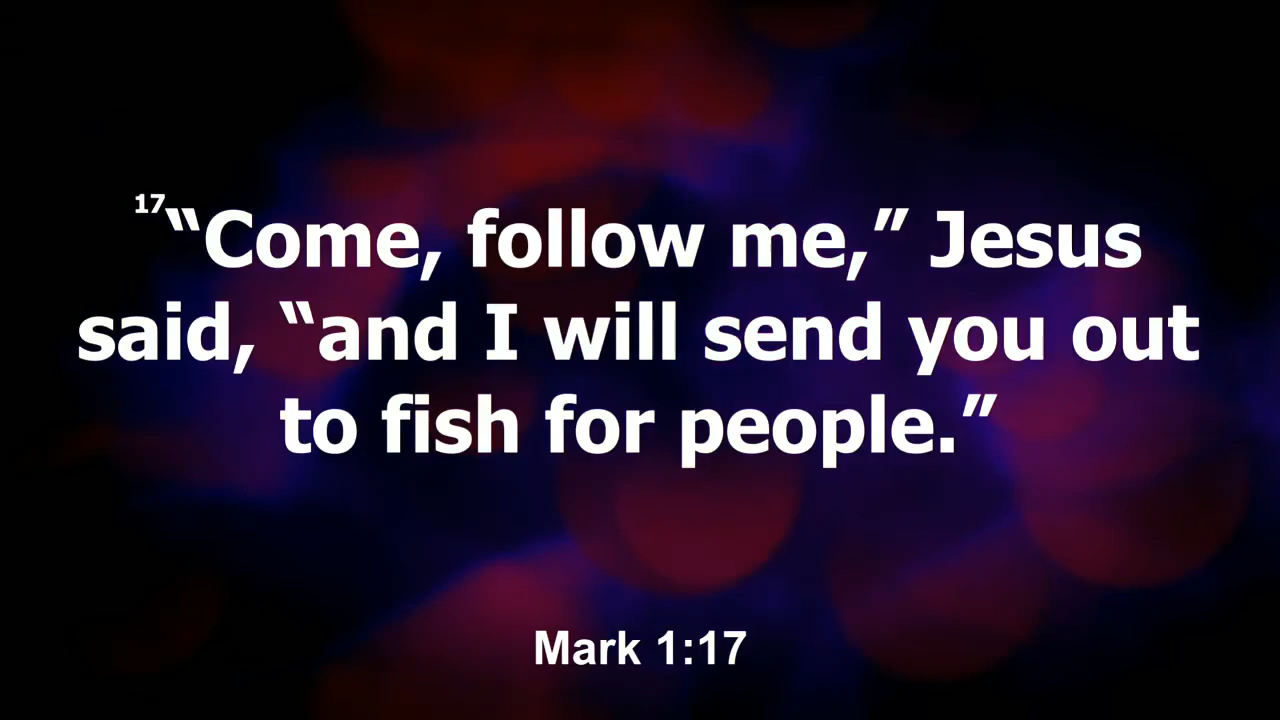 17“Come, follow me,” Jesus
said, “and I will send you out
to fish for people.”
Mark 1:17